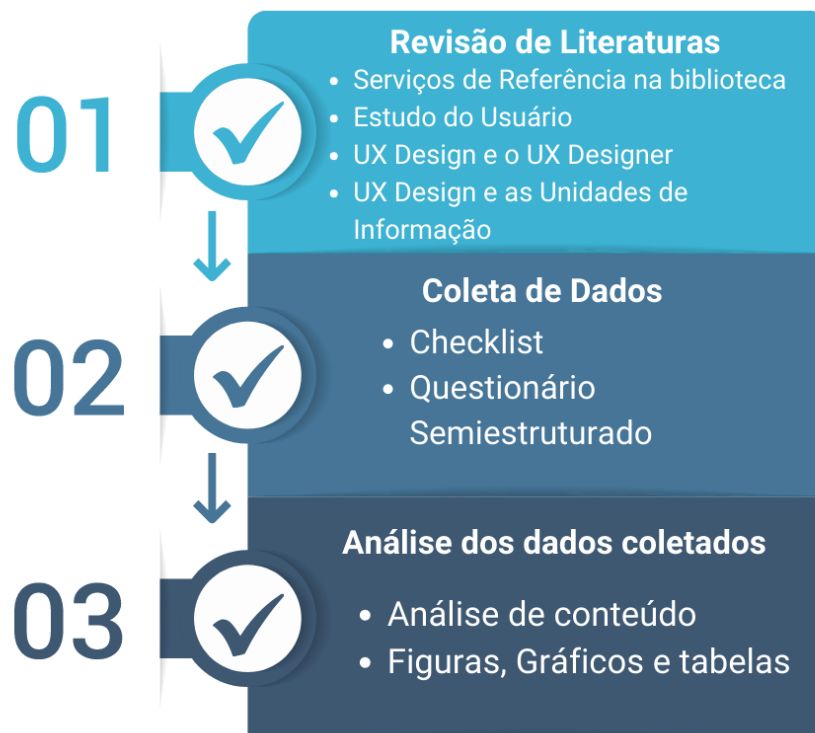 01
Revisão de Literaturas
• Serviços de Referência na biblioteca
• Estudo do Usuário
• UX Design e o UX Designer
• UX Design e as Unidades de
Informação
02
Coleta de Dados
• Checklist
• Questionário
Semiestruturado
03
Análise dos dados coletados
• Análise de conteúdo
• Figuras, Gráficos e tabelas